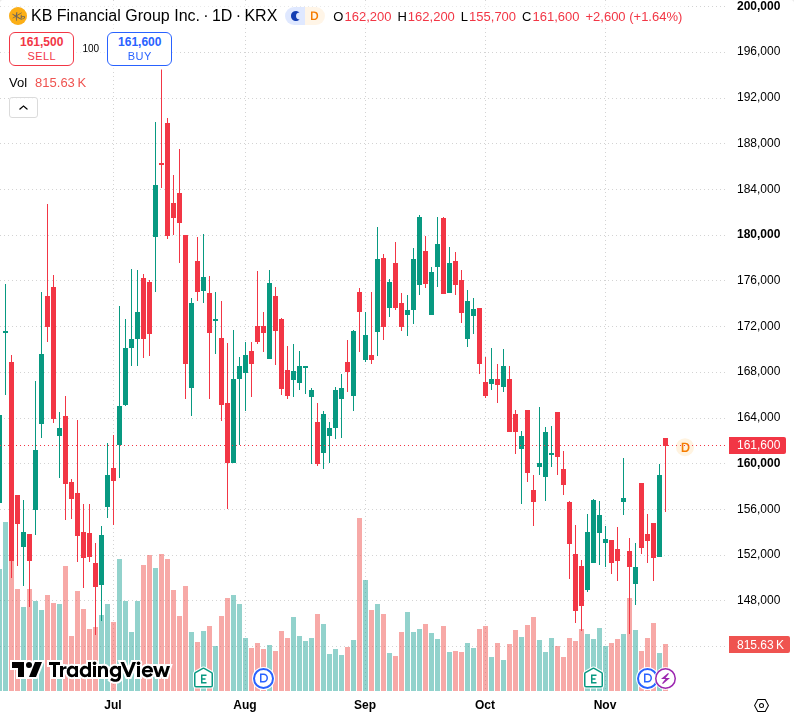 KB Financial Group Inc. · 1D · KRX D O162,200 H162,200 L155,700 C161,600 +2,600 (+1.64%)
161,500 SELL 100 161,600 BUY
Vol 815.63 K
200,000
196,000
192,000
188,000
184,000
180,000
176,000
172,000
168,000
164,000
161,600
D
160,000
156,000
152,000
148,000
815.63 K
TradingView
E D E D
Jul Aug Sep Oct Nov